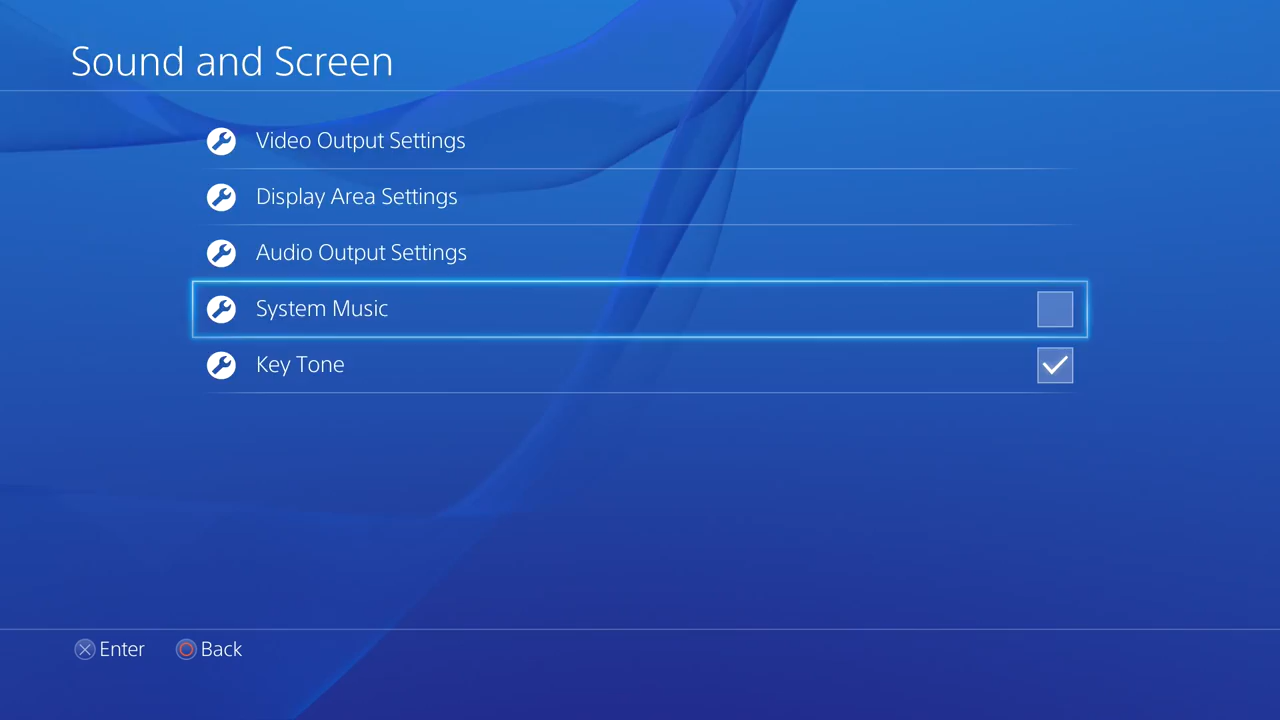 Sound and Screen
Video Output Settings
Display Area Settings
Audio Output Settings
System Music
Key Tone
Enter
Back